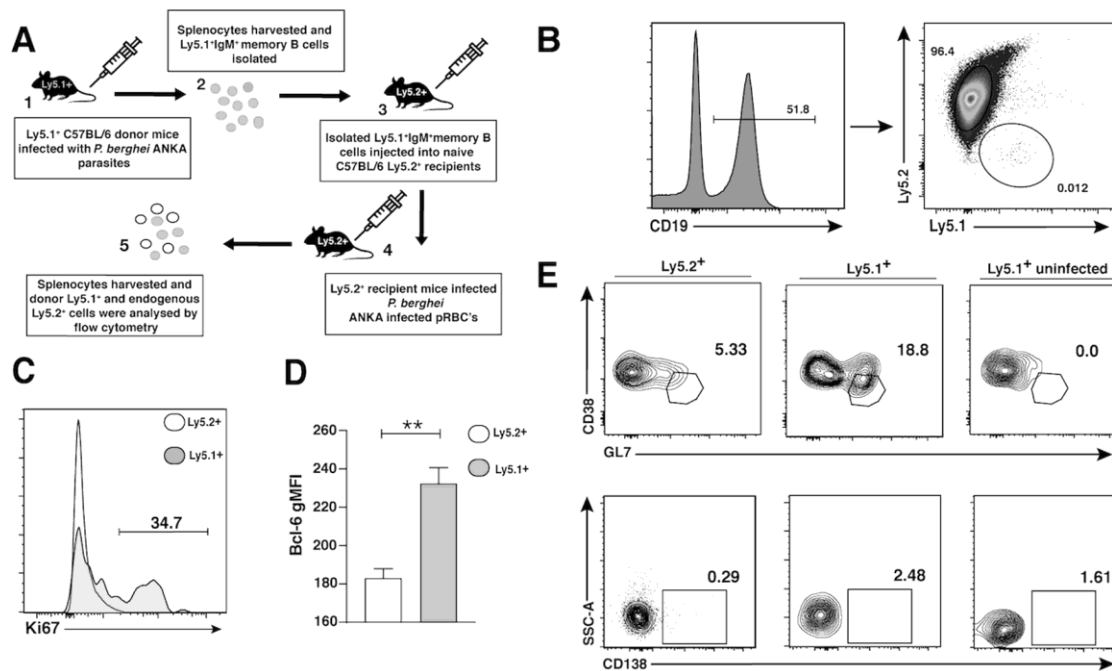 A
Splenocytes harvested and
Ly5.1⁺IgM⁺ memory B cells
isolated
Ly5.1+
1
2
3
Ly5.2+
Ly5.1⁺ C57BL/6 donor mice
infected with P. berghei ANKA
parasites
Isolated Ly5.1⁺IgM⁺memory B
cells injected into naive
C57BL/6 Ly5.2⁺ recipients
5
Ly5.2+
4
Splenocytes harvested and
donor Ly5.1⁺ and endogenous
Ly5.2⁺ cells were analysed by
flow cytometry
Ly5.2⁺ recipient mice infected
P. berghei
ANKA infected pRBC's
B
51.8
CD19
96.4
0.012
Ly5.2
Ly5.1
C
Ly5.2+
Ly5.1+
34.7
Ki67
D
260
240
220
200
180
160
Bcl-6 gMFI
**
Ly5.2+
Ly5.1+
E
Ly5.2⁺
Ly5.1⁺
Ly5.1⁺ uninfected
5.33
18.8
0.0
CD38
GL7
0.29
2.48
1.61
SSC-A
CD138